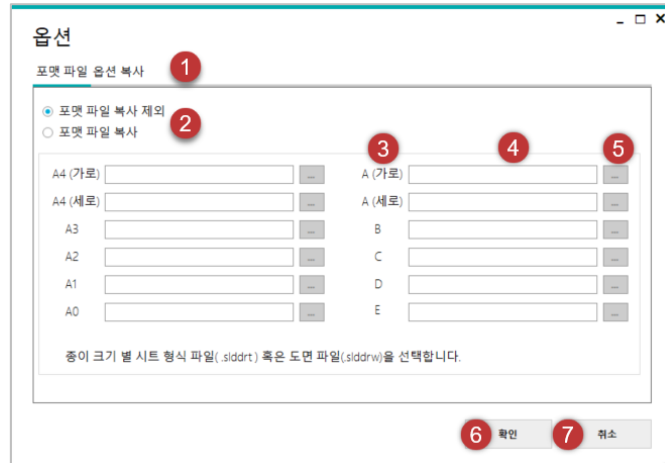 옵션
포맷 파일 옵션 복사 1
포맷 파일 복사 제외
포맷 파일 복사
2
3 4 5
A4 (가로) ... A (가로) ...
A4 (세로) ... A (세로) ...
A3 ... B ...
A2 ... C ...
A1 ... D ...
A0 ... E ...
종이 크기 별 시트 형식 파일( .slddrt ) 혹은 도면 파일(.slddrw)을 선택합니다.
6 확인 7 취소